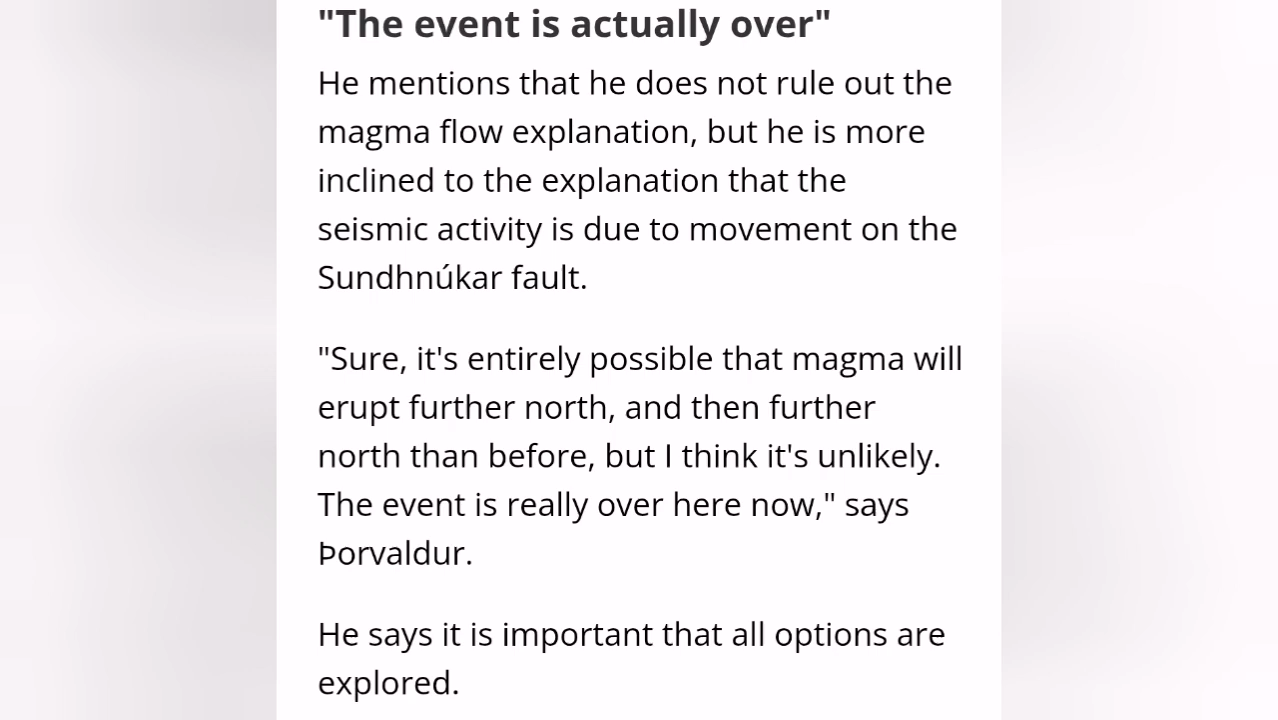 "The event is actually over"
He mentions that he does not rule out the
magma flow explanation, but he is more
inclined to the explanation that the
seismic activity is due to movement on the
Sundhnúkar fault.
"Sure, it's entirely possible that magma will
erupt further north, and then further
north than before, but I think it's unlikely.
The event is really over here now," says
Þorvaldur.
He says it is important that all options are
explored.